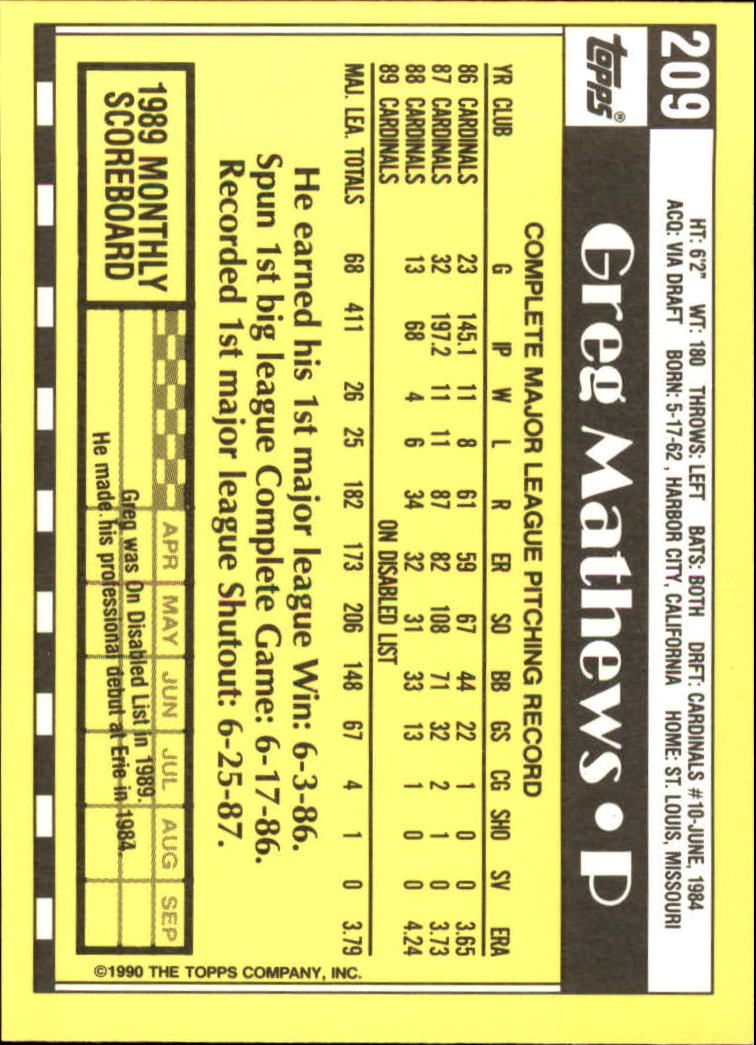 209
topps®
HT: 6'2" WT: 180 THROWS: LEFT BATS: BOTH DRFT: CARDINALS #10-JUNE, 1984
ACQ: VIA DRAFT BORN: 5-17-62, HARBOR CITY, CALIFORNIA HOME: ST. LOUIS, MISSOURI
Greg Mathews • P
COMPLETE MAJOR LEAGUE PITCHING RECORD
YR CLUB G IP W L R ER SO BB GS CG SHO SV ERA
86 CARDINALS 23 145.1 11 8 61 59 67 44 22 1 0 0 3.65
87 CARDINALS 32 197.2 11 11 87 82 108 71 32 2 1 0 3.73
88 CARDINALS 13 68 4 6 34 32 31 33 13 1 0 0 4.24
89 CARDINALS ON DISABLED LIST
MAJ. LEA. TOTALS 68 411 26 25 182 173 206 148 67 4 1 0 3.79
He earned his 1st major league Win: 6-3-86.
Spun 1st big league Complete Game: 6-17-86.
Recorded 1st major league Shutout: 6-25-87.
1989 MONTHLY
SCOREBOARD
APR MAY JUN JUL AUG SEP
Greg was On Disabled List in 1989.
He made his professional debut at Erie in 1984.
©1990 THE TOPPS COMPANY, INC.